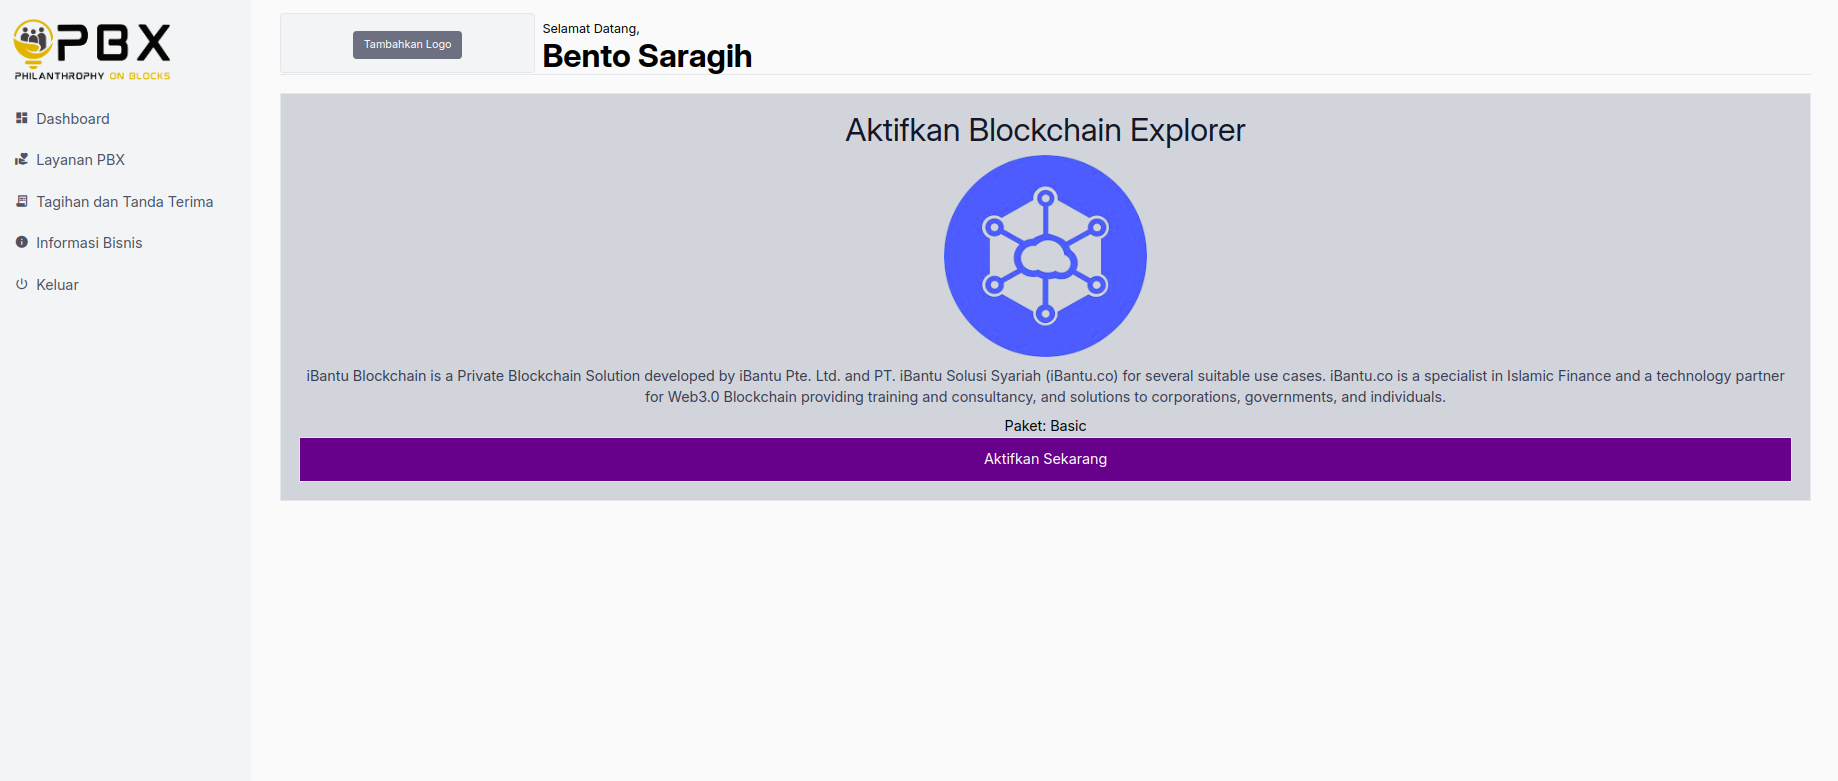 PBX
PHILANTHROPHY ON BLOCKS
Dashboard
Layanan PBX
Tagihan dan Tanda Terima
Informasi Bisnis
Keluar
Tambahkan Logo
Selamat Datang,
Bento Saragih
Aktifkan Blockchain Explorer
iBantu Blockchain is a Private Blockchain Solution developed by iBantu Pte. Ltd. and PT. iBantu Solusi Syariah (iBantu.co) for several suitable use cases. iBantu.co is a specialist in Islamic Finance and a technology partner
for Web3.0 Blockchain providing training and consultancy, and solutions to corporations, governments, and individuals.
Paket: Basic
Aktifkan Sekarang